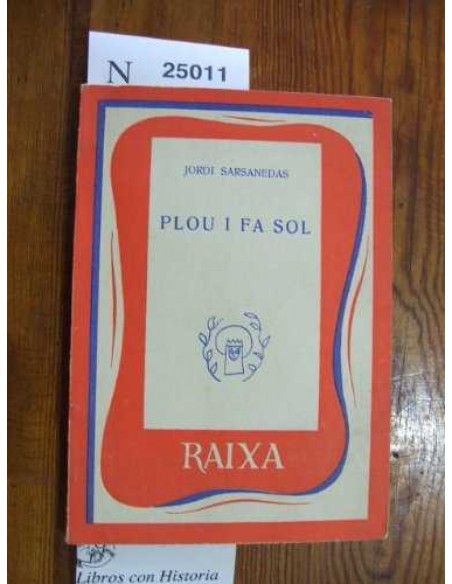 N 25011
JORDI SARSANEDAS
PLOU I FA SOL
RAIXA
Libros con Historia